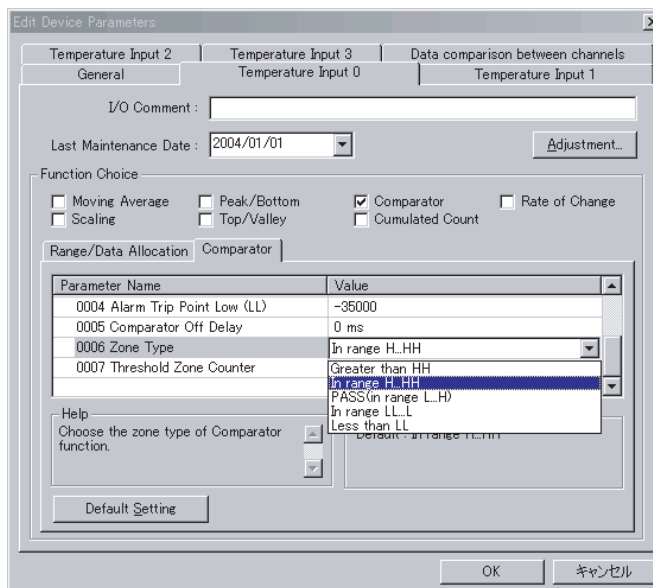 Edit Device Parameters
Temperature Input 2
Temperature Input 3
Data comparison between channels
General
Temperature Input 0
Temperature Input 1
I/O Comment :
Last Maintenance Date :
2004/01/01
Adjustment...
Function Choice
Moving Average
Peak/Bottom
Comparator
Rate of Change
Scaling
Top/Valley
Cumulated Count
Range/Data Allocation
Comparator
Parameter Name
Value
0004 Alarm Trip Point Low (LL)
-35000
0005 Comparator Off Delay
0 ms
0006 Zone Type
In range H...HH
0007 Threshold Zone Counter
Greater than HH
In range H...HH
PASS(in range L...H)
In range LL...L
Less than LL
Help
Choose the zone type of Comparator
function.
Default : In range H...HH
Default Setting
OK
キャンセル